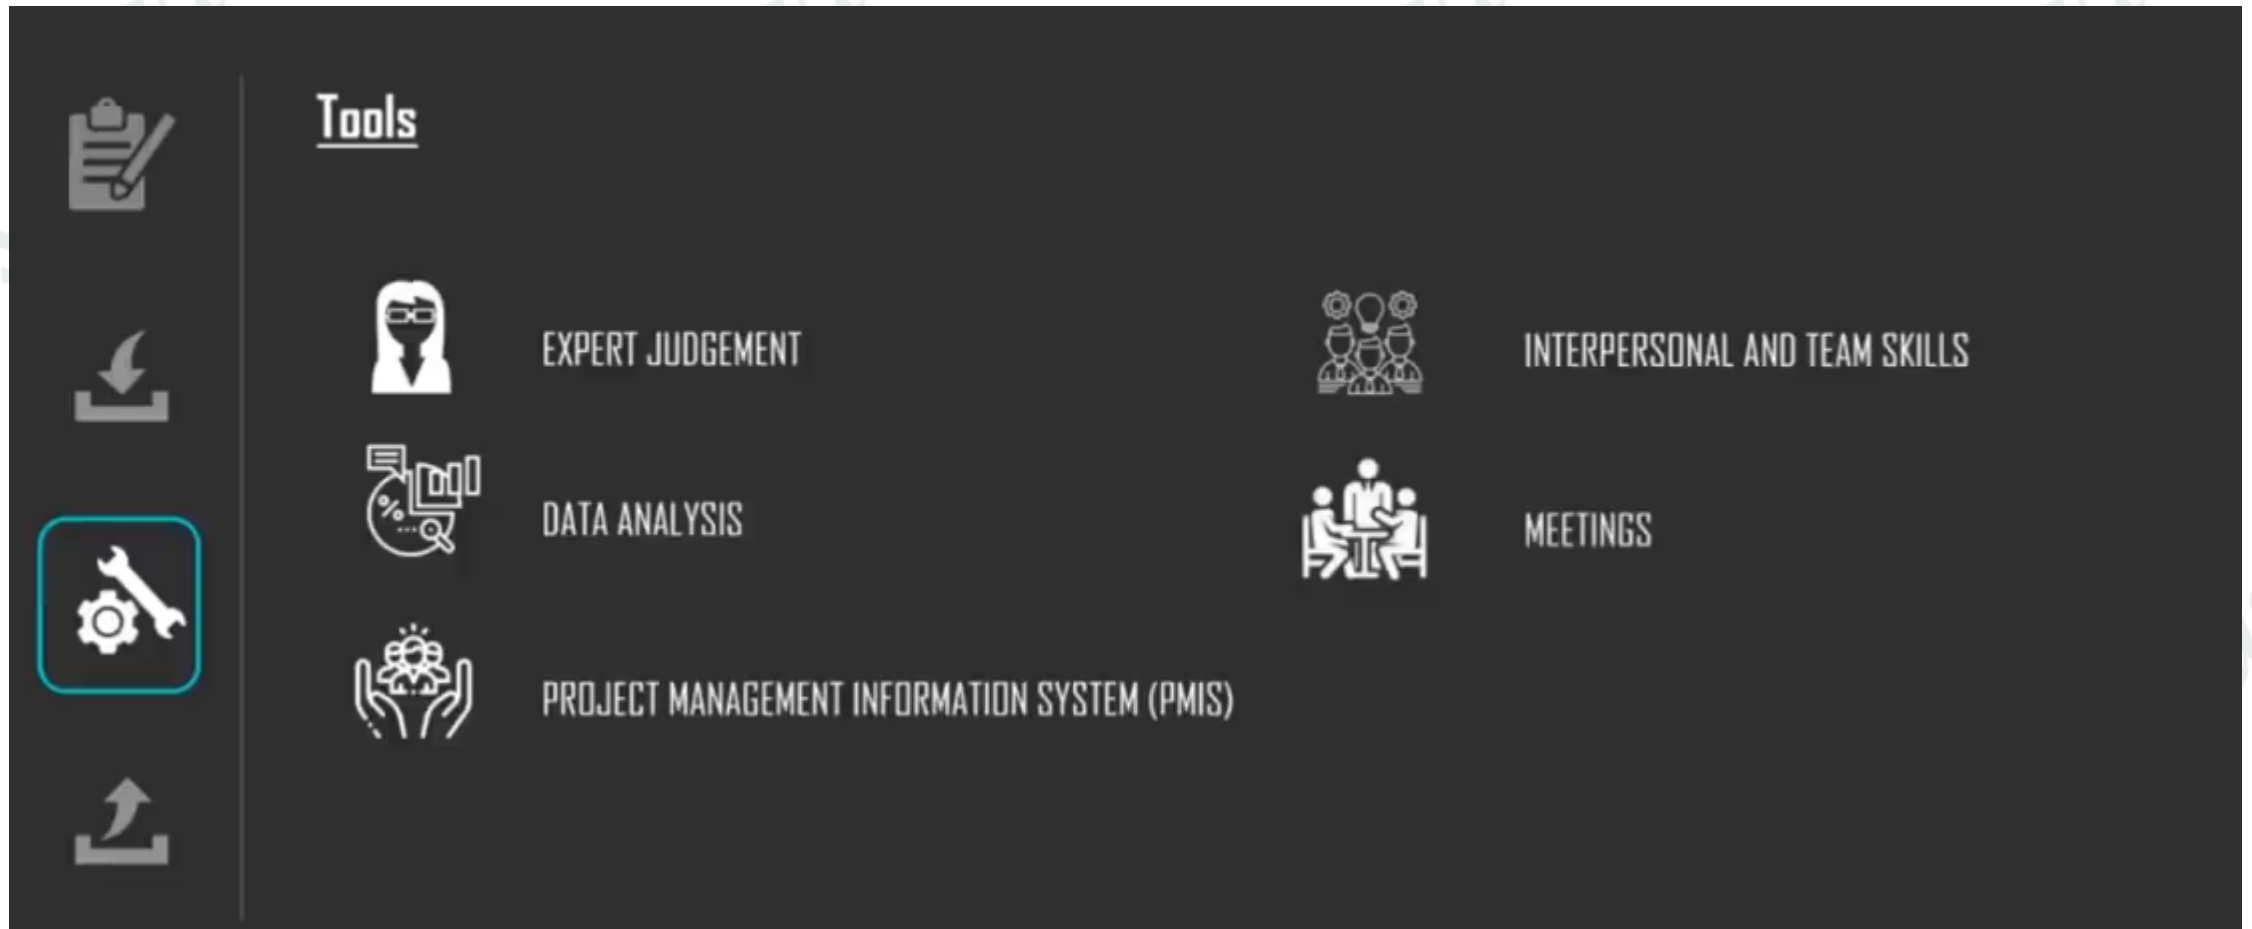 Tools
EXPERT JUDGEMENT
INTERPERSONAL AND TEAM SKILLS
DATA ANALYSIS
MEETINGS
PROJECT MANAGEMENT INFORMATION SYSTEM (PMIS)